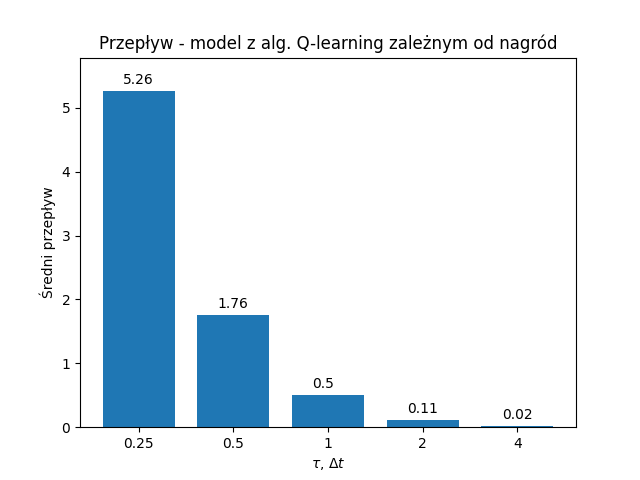 Przepływ - model z alg. Q-learning zależnym od nagród
5.26
1.76
0.5
0.11
0.02
5
4
3
2
1
0
Średni przepływ
0.25 0.5 1 2 4
τ, Δt